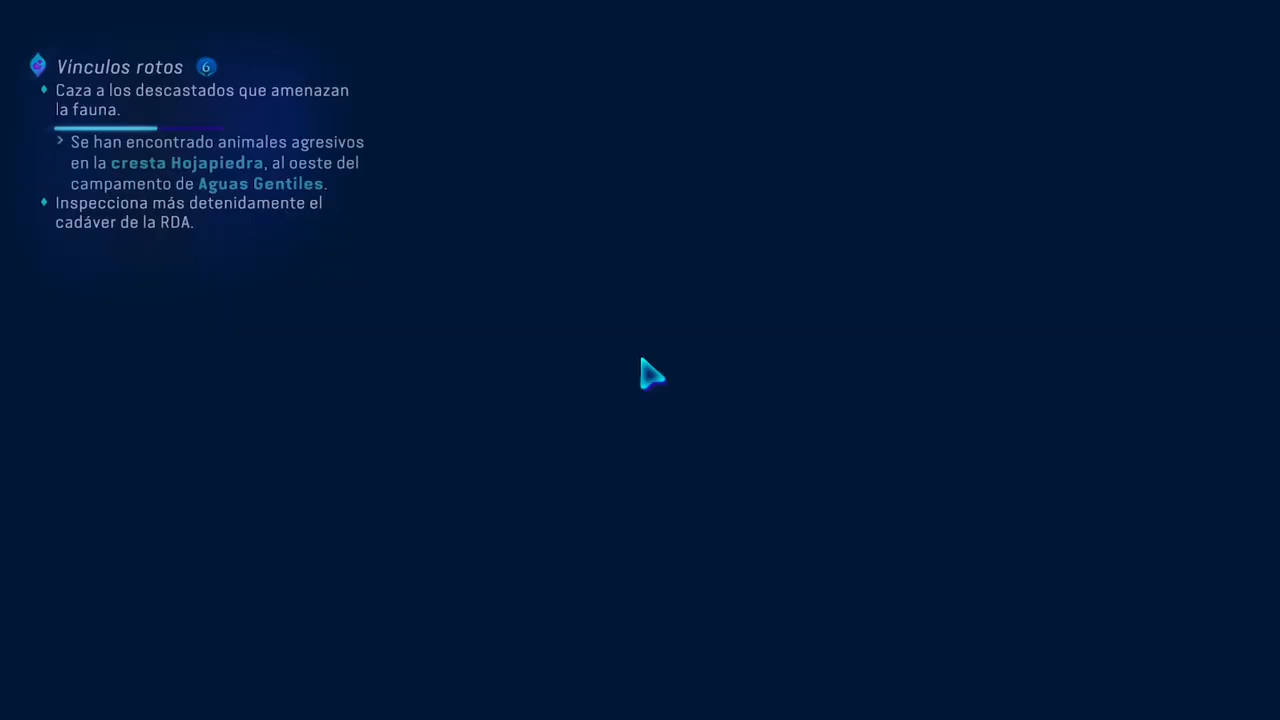 Vínculos rotos 6
Caza a los descastados que amenazan
la fauna.
Se han encontrado animales agresivos
en la cresta Hojapiedra, al oeste del
campamento de Aguas Gentiles.
Inspecciona más detenidamente el
cadáver de la RDA.